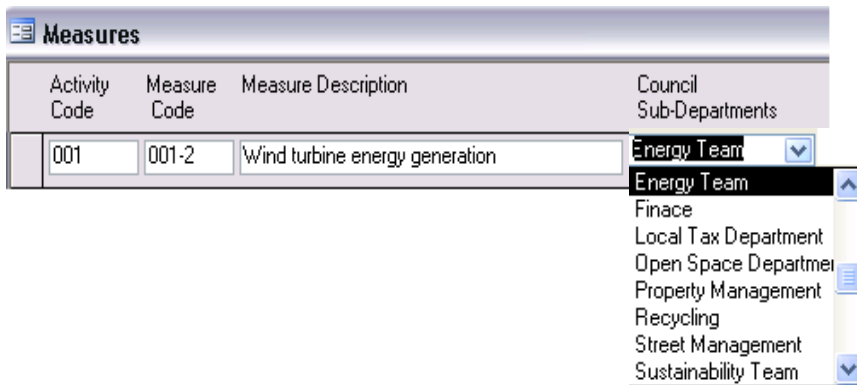 Measures
Activity Code
Measure Code
Measure Description
Council Sub-Departments
001
001-2
Wind turbine energy generation
Energy Team
Energy Team
Finace
Local Tax Department
Open Space Departmen
Property Management
Recycling
Street Management
Sustainability Team